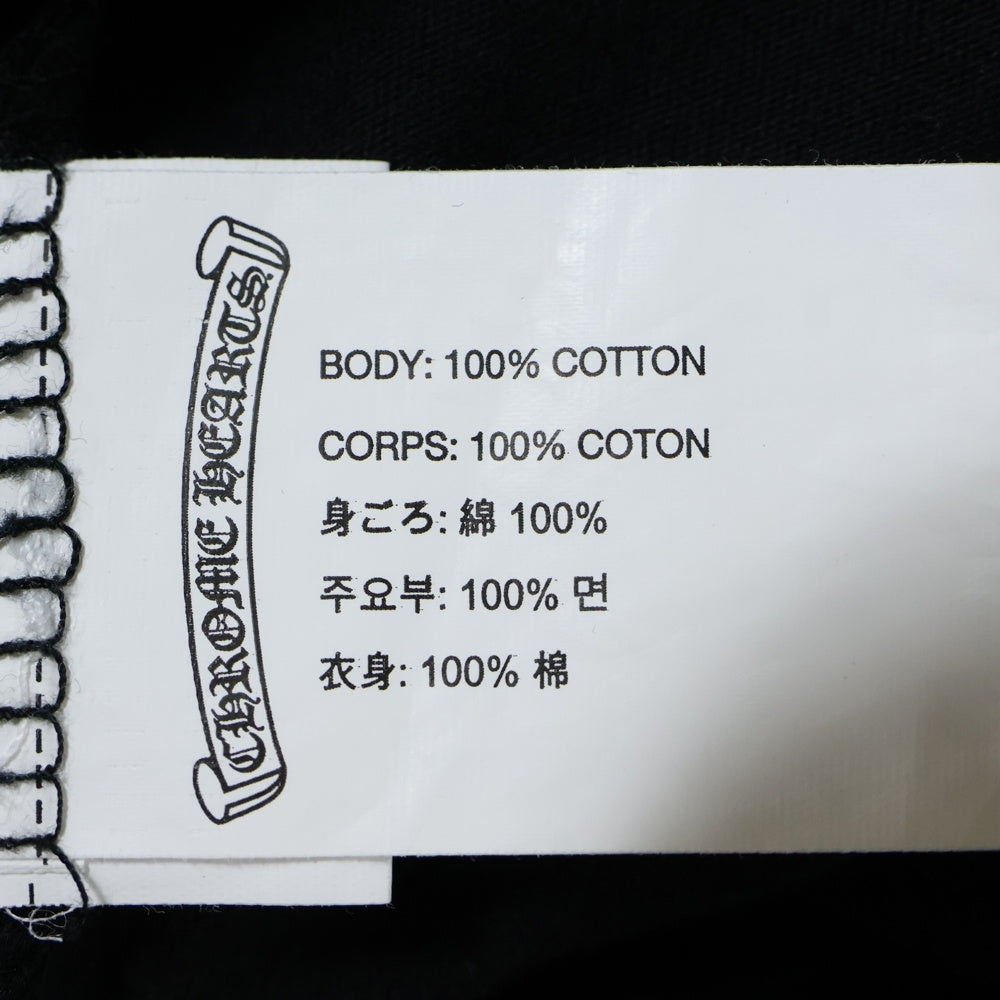 CHROME HEARTS
BODY: 100% COTTON
CORPS: 100% COTON
身ごろ: 綿 100%
주요부: 100% 면
衣身: 100% 棉